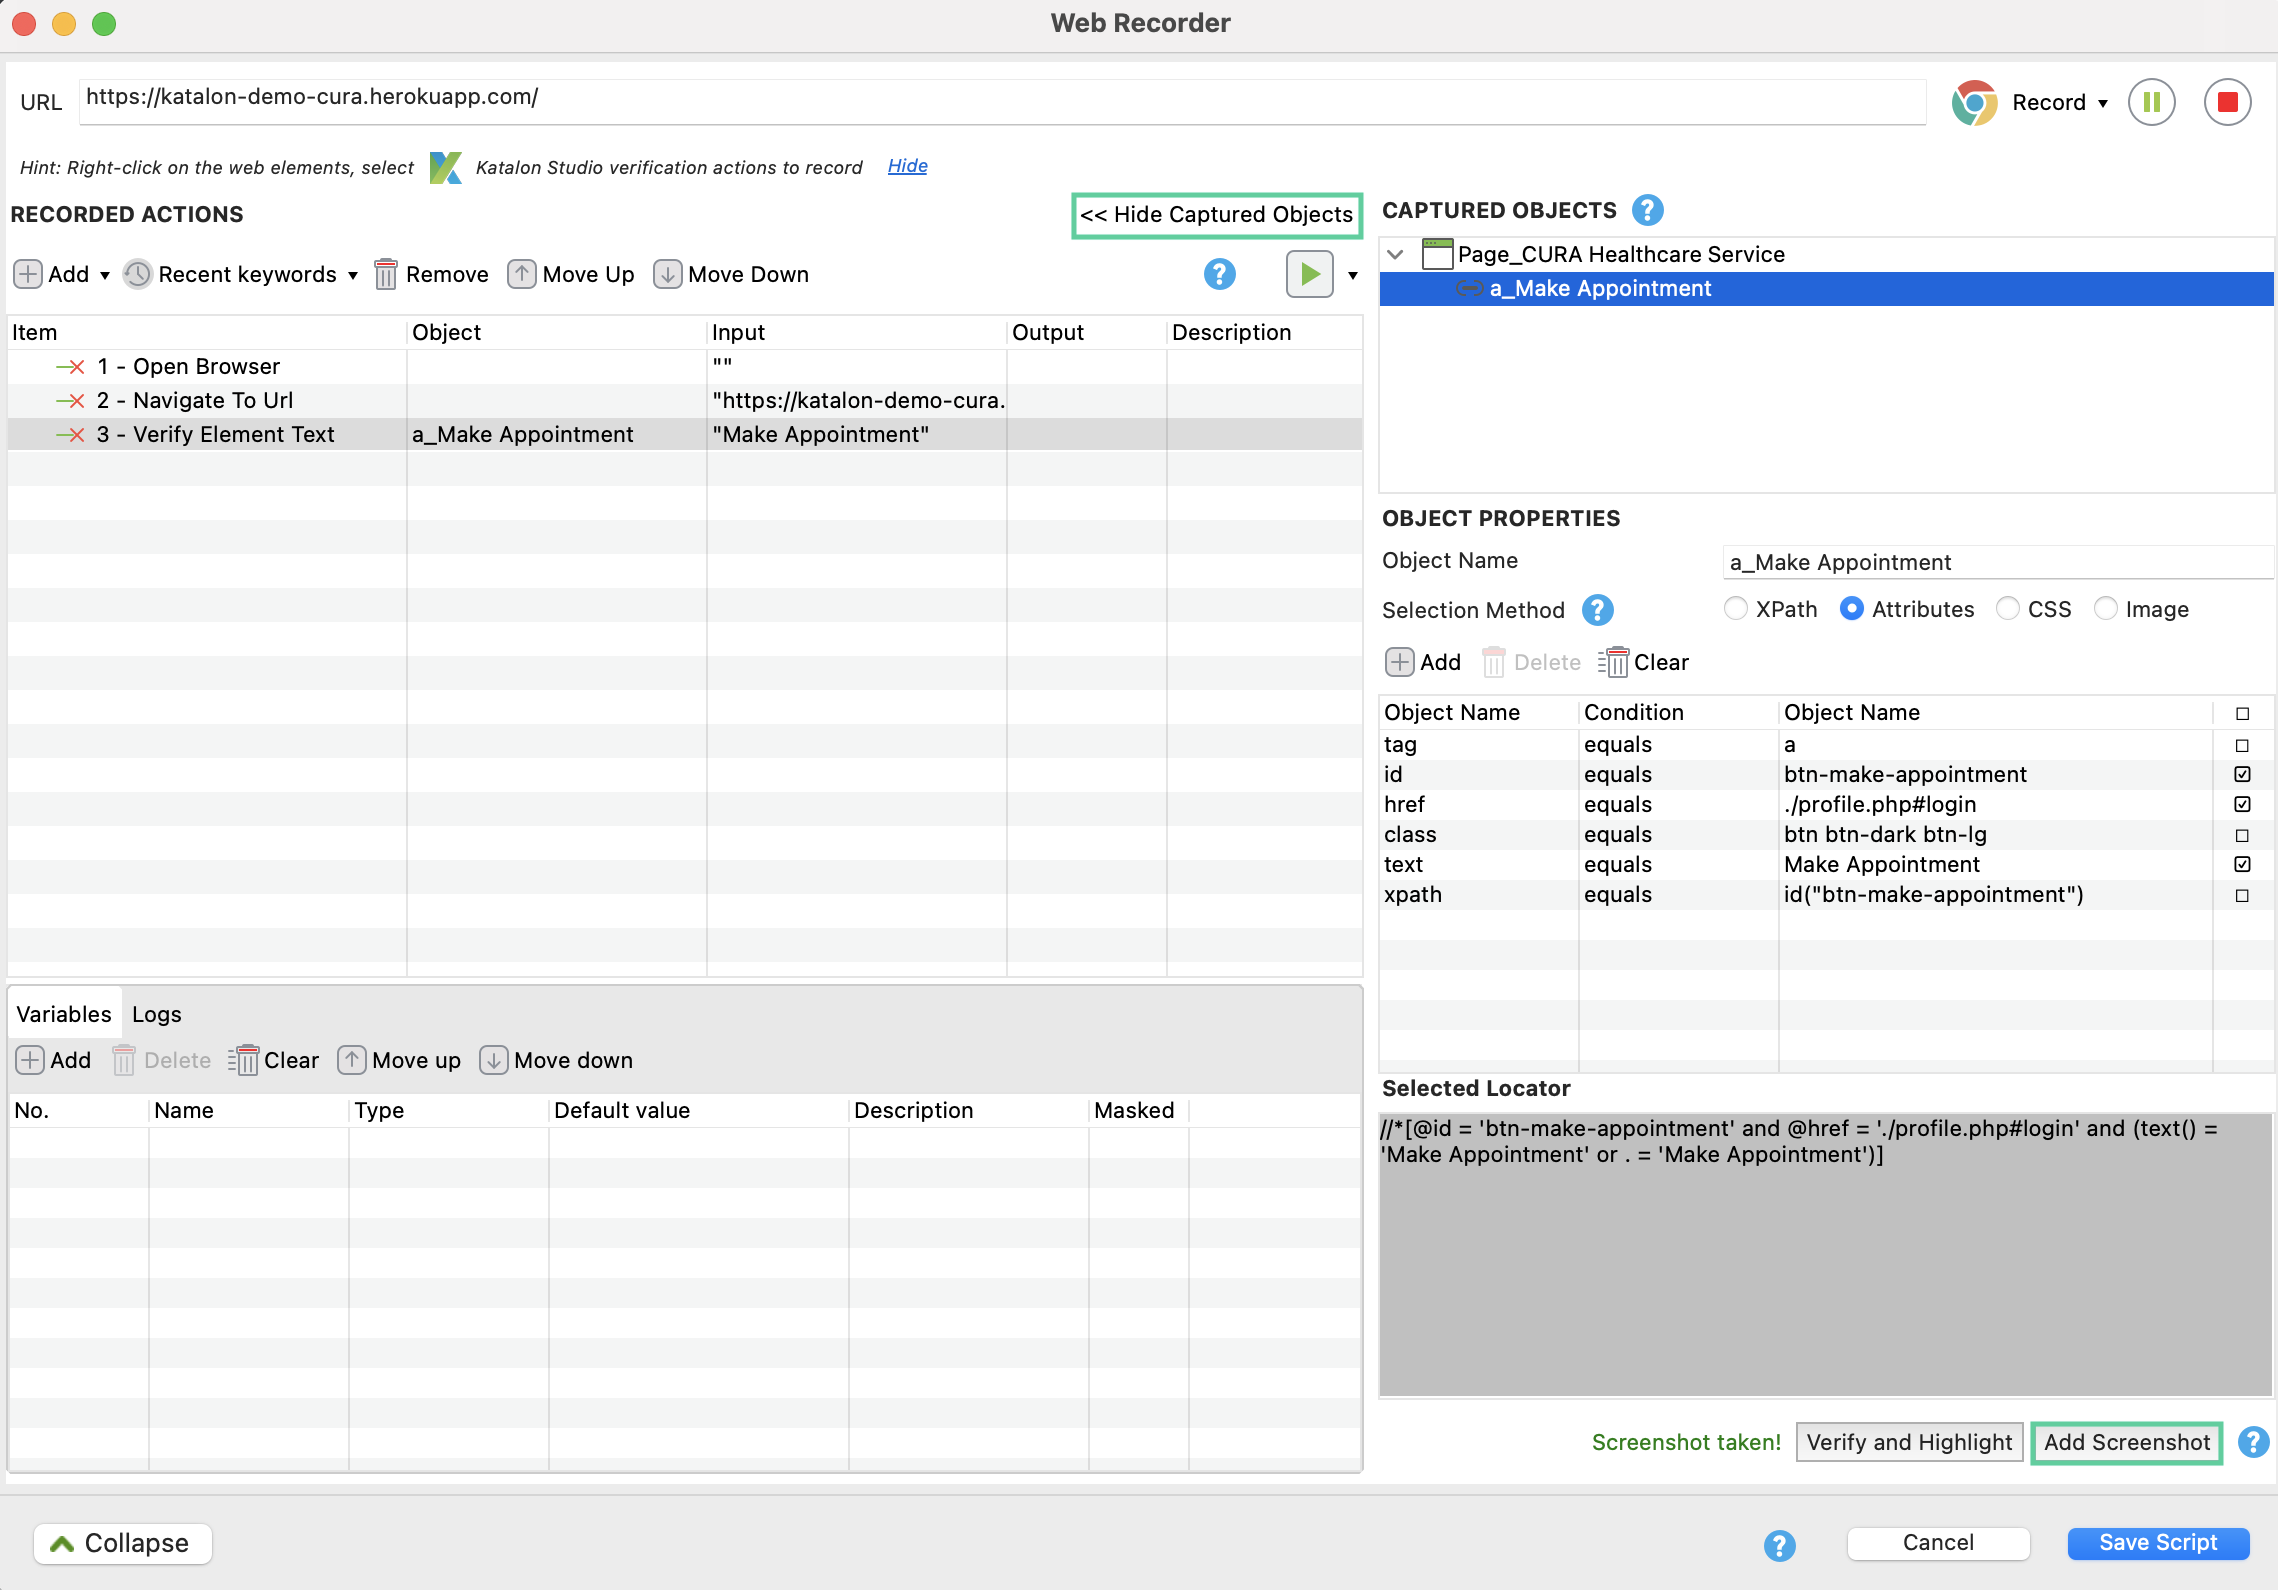 Web Recorder
URL https://katalon-demo-cura.herokuapp.com/ Record
Hint: Right-click on the web elements, select Katalon Studio verification actions to record Hide
RECORDED ACTIONS
<< Hide Captured Objects
Add Recent keywords Remove Move Up Move Down ?
Item Object Input Output Description
1 - Open Browser ""
2 - Navigate To Url "https://katalon-demo-cura.
3 - Verify Element Text a_Make Appointment "Make Appointment"
Variables Logs
Add Delete Clear Move up Move down
No. Name Type Default value Description Masked
CAPTURED OBJECTS ?
Page_CURA Healthcare Service
a_Make Appointment
OBJECT PROPERTIES
Object Name a_Make Appointment
Selection Method ? XPath Attributes CSS Image
Add Delete Clear
Object Name Condition Object Name
tag equals a
id equals btn-make-appointment
href equals ./profile.php#login
class equals btn btn-dark btn-lg
text equals Make Appointment
xpath equals id("btn-make-appointment")
Selected Locator
//*[@id = 'btn-make-appointment' and @href = './profile.php#login' and (text() =
'Make Appointment' or . = 'Make Appointment')]
Screenshot taken! Verify and Highlight Add Screenshot ?
Collapse ? Cancel Save Script